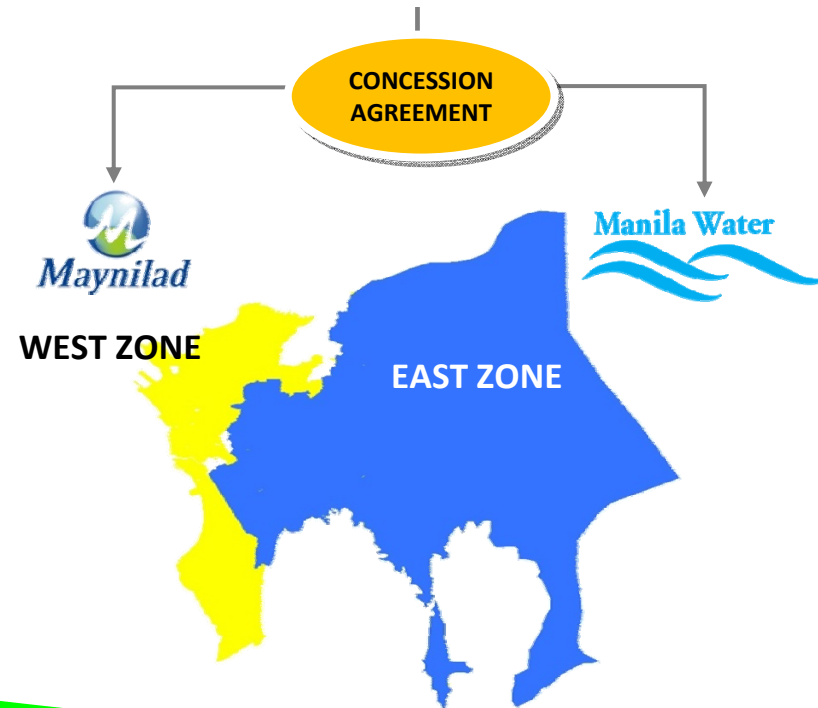 CONCESSION
AGREEMENT
Maynilad
Manila Water
WEST ZONE
EAST ZONE